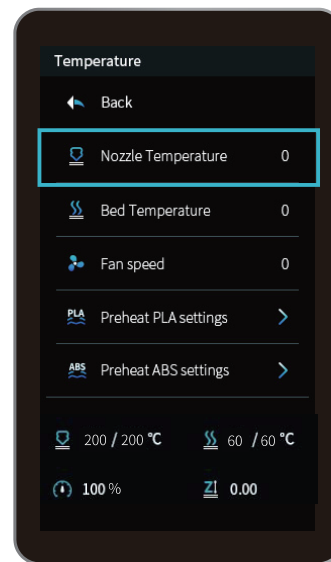 Temperature
Back
Nozzle Temperature 0
Bed Temperature 0
Fan speed 0
PLA Preheat PLA settings
ABS Preheat ABS settings
200 / 200 °C 60 / 60 °C
100 % Z 0.00